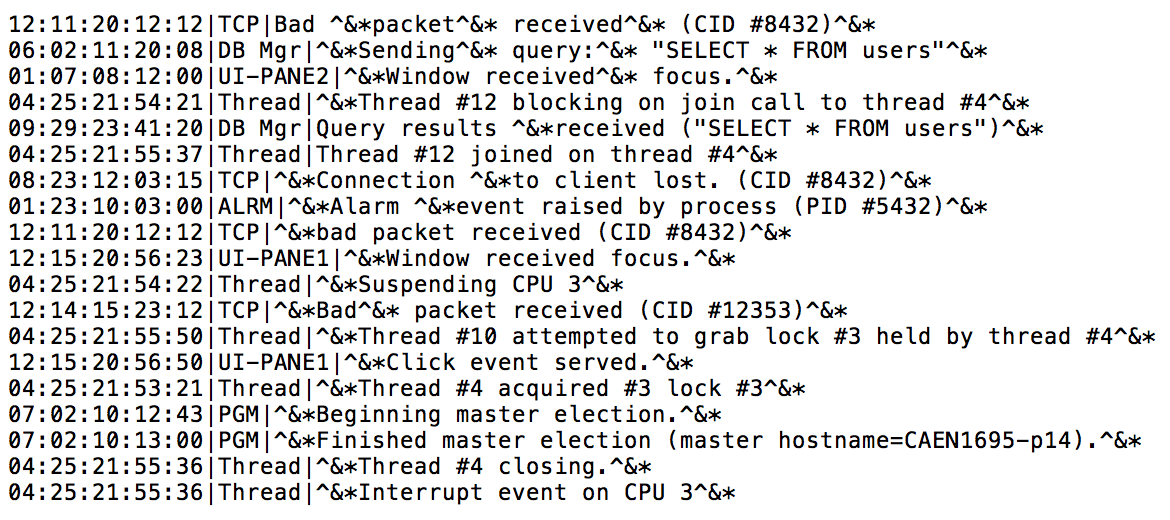 12:11:20:12:12|TCP|Bad ^&*packet^&* received^&* (CID #8432)^&*
06:02:11:20:08|DB Mgr|^&*Sending^&* query:^&* "SELECT * FROM users"^&*
01:07:08:12:00|UI-PANE2|^&*Window received^&* focus.^&*
04:25:21:54:21|Thread|^&*Thread #12 blocking on join call to thread #4^&*
09:29:23:41:20|DB Mgr|Query results ^&*received ("SELECT * FROM users")^&*
04:25:21:55:37|Thread|Thread #12 joined on thread #4^&*
08:23:12:03:15|TCP|^&*Connection ^&*to client lost. (CID #8432)^&*
01:23:10:03:00|ALRM|^&*Alarm ^&*event raised by process (PID #5432)^&*
12:11:20:12:12|TCP|^&*bad packet received (CID #8432)^&*
12:15:20:56:23|UI-PANE1|^&*Window received focus.^&*
04:25:21:54:22|Thread|^&*Suspending CPU 3^&*
12:14:15:23:12|TCP|^&*Bad^&* packet received (CID #12353)^&*
04:25:21:55:50|Thread|^&*Thread #10 attempted to grab lock #3 held by thread #4^&*
12:15:20:56:50|UI-PANE1|^&*Click event served.^&*
04:25:21:53:21|Thread|^&*Thread #4 acquired #3 lock #3^&*
07:02:10:12:43|PGM|^&*Beginning master election.^&*
07:02:10:13:00|PGM|^&*Finished master election (master hostname=CAEN1695-p14).^&*
04:25:21:55:36|Thread|^&*Thread #4 closing.^&*
04:25:21:55:36|Thread|^&*Interrupt event on CPU 3^&*